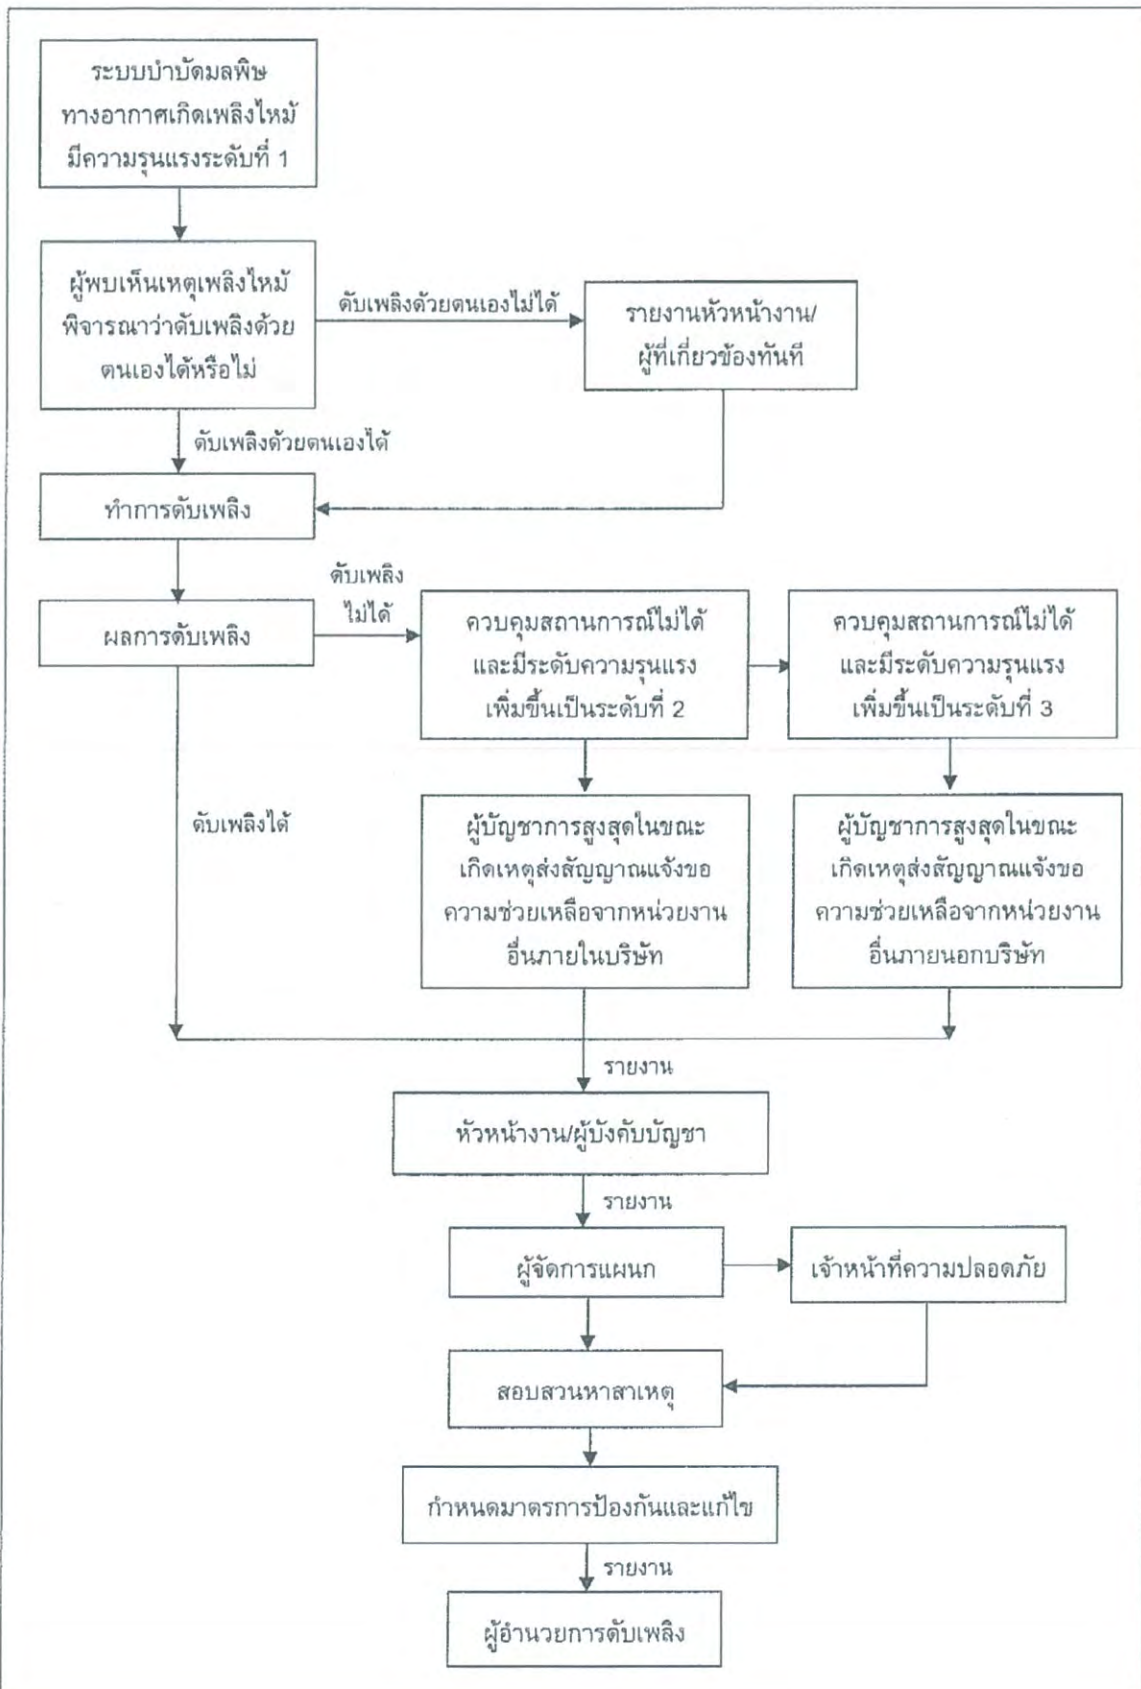 ระบบบำบัดมลพิษ
ทางอากาศเกิดเพลิงไหม้
มีความรุนแรงระดับที่ 1
ผู้พบเห็นเหตุเพลิงไหม้
พิจารณาว่าดับเพลิงด้วย
ตนเองได้หรือไม่
ดับเพลิงด้วยตนเองไม่ได้
รายงานหัวหน้างาน/
ผู้ที่เกี่ยวข้องทันที
ดับเพลิงด้วยตนเองได้
ทำการดับเพลิง
ผลการดับเพลิง
ดับเพลิง
ไม่ได้
ควบคุมสถานการณ์ไม่ได้
และมีระดับความรุนแรง
เพิ่มขึ้นเป็นระดับที่ 2
ควบคุมสถานการณ์ไม่ได้
และมีระดับความรุนแรง
เพิ่มขึ้นเป็นระดับที่ 3
ดับเพลิงได้
ผู้บัญชาการสูงสุดในขณะ
เกิดเหตุส่งสัญญาณแจ้งขอ
ความช่วยเหลือจากหน่วยงาน
อื่นภายในบริษัท
ผู้บัญชาการสูงสุดในขณะ
เกิดเหตุส่งสัญญาณแจ้งขอ
ความช่วยเหลือจากหน่วยงาน
อื่นภายนอกบริษัท
รายงาน
หัวหน้างาน/ผู้บังคับบัญชา
รายงาน
ผู้จัดการแผนก
เจ้าหน้าที่ความปลอดภัย
สอบสวนหาสาเหตุ
กำหนดมาตรการป้องกันและแก้ไข
รายงาน
ผู้อำนวยการดับเพลิง